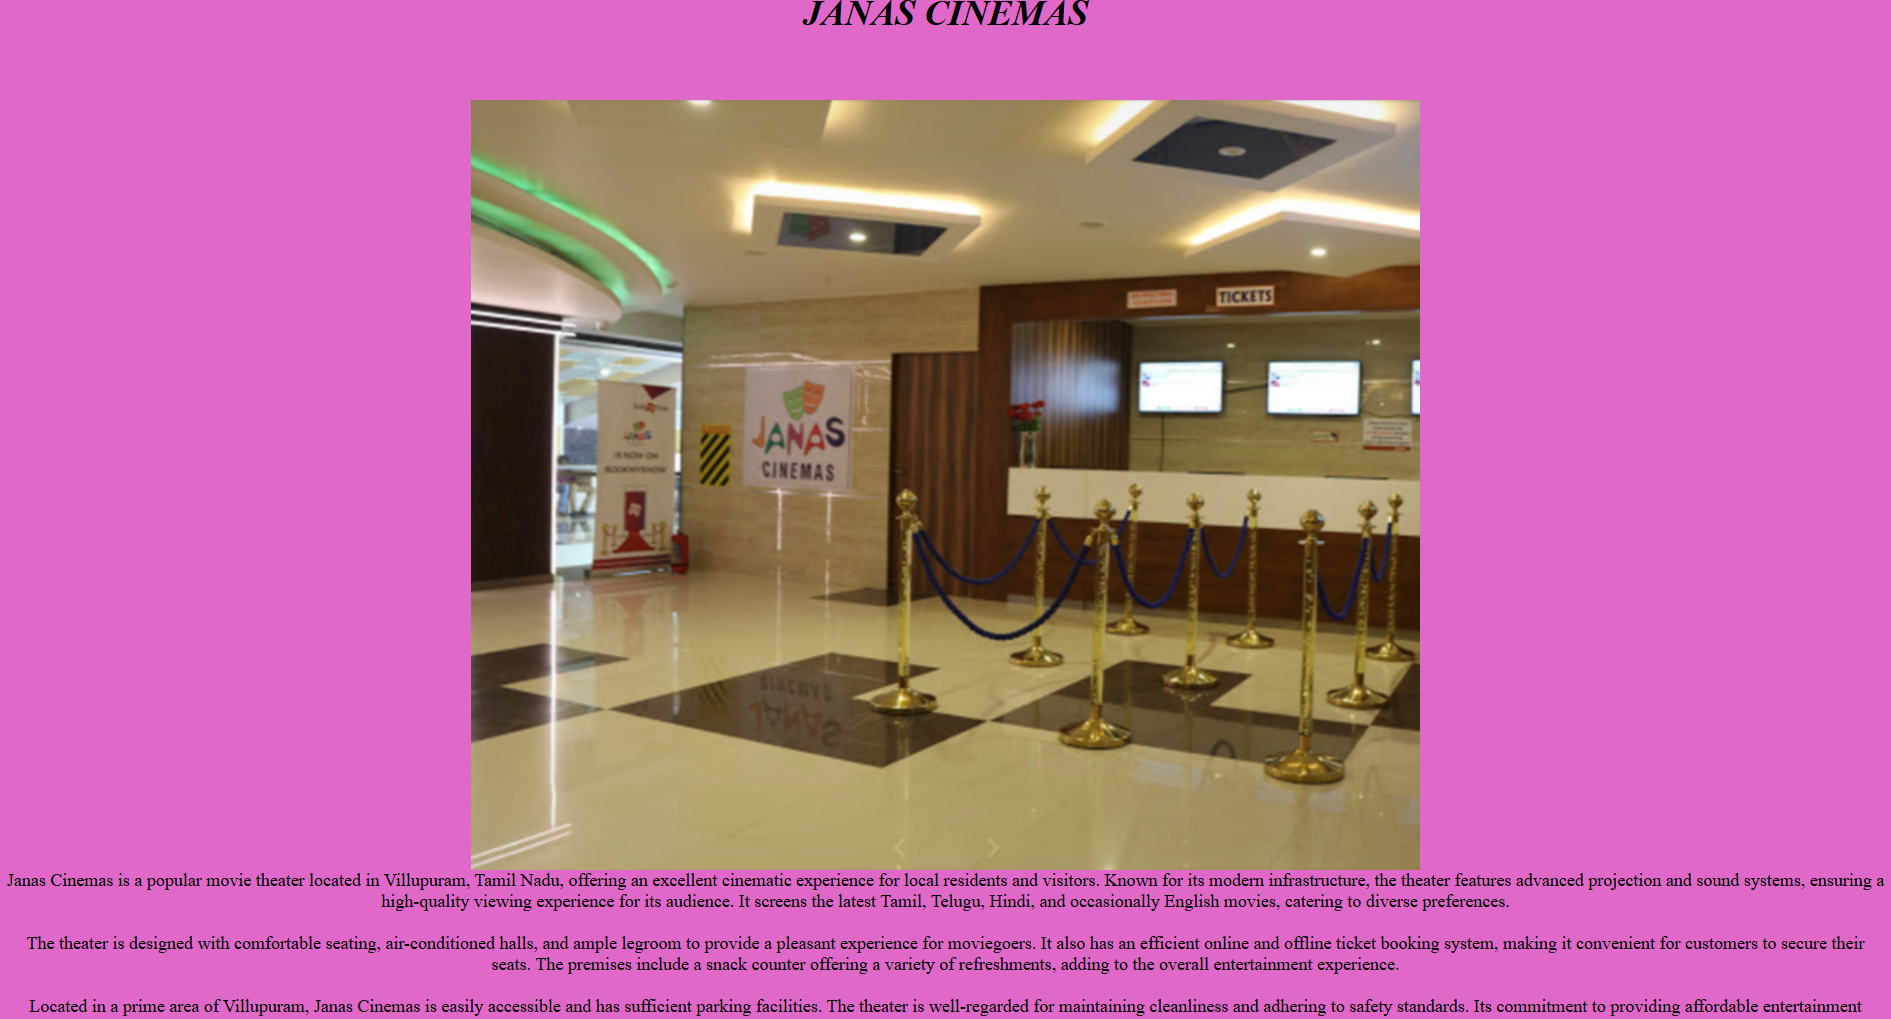 JANAS CINEMAS
TICKETS
JANAS
CINEMAS
JANAS
IS NOW ON
BOOKMYSHOW
Janas Cinemas is a popular movie theater located in Villupuram, Tamil Nadu, offering an excellent cinematic experience for local residents and visitors. Known for its modern infrastructure, the theater features advanced projection and sound systems, ensuring a
high-quality viewing experience for its audience. It screens the latest Tamil, Telugu, Hindi, and occasionally English movies, catering to diverse preferences.
The theater is designed with comfortable seating, air-conditioned halls, and ample legroom to provide a pleasant experience for moviegoers. It also has an efficient online and offline ticket booking system, making it convenient for customers to secure their
seats. The premises include a snack counter offering a variety of refreshments, adding to the overall entertainment experience.
Located in a prime area of Villupuram, Janas Cinemas is easily accessible and has sufficient parking facilities. The theater is well-regarded for maintaining cleanliness and adhering to safety standards. Its commitment to providing affordable entertainment